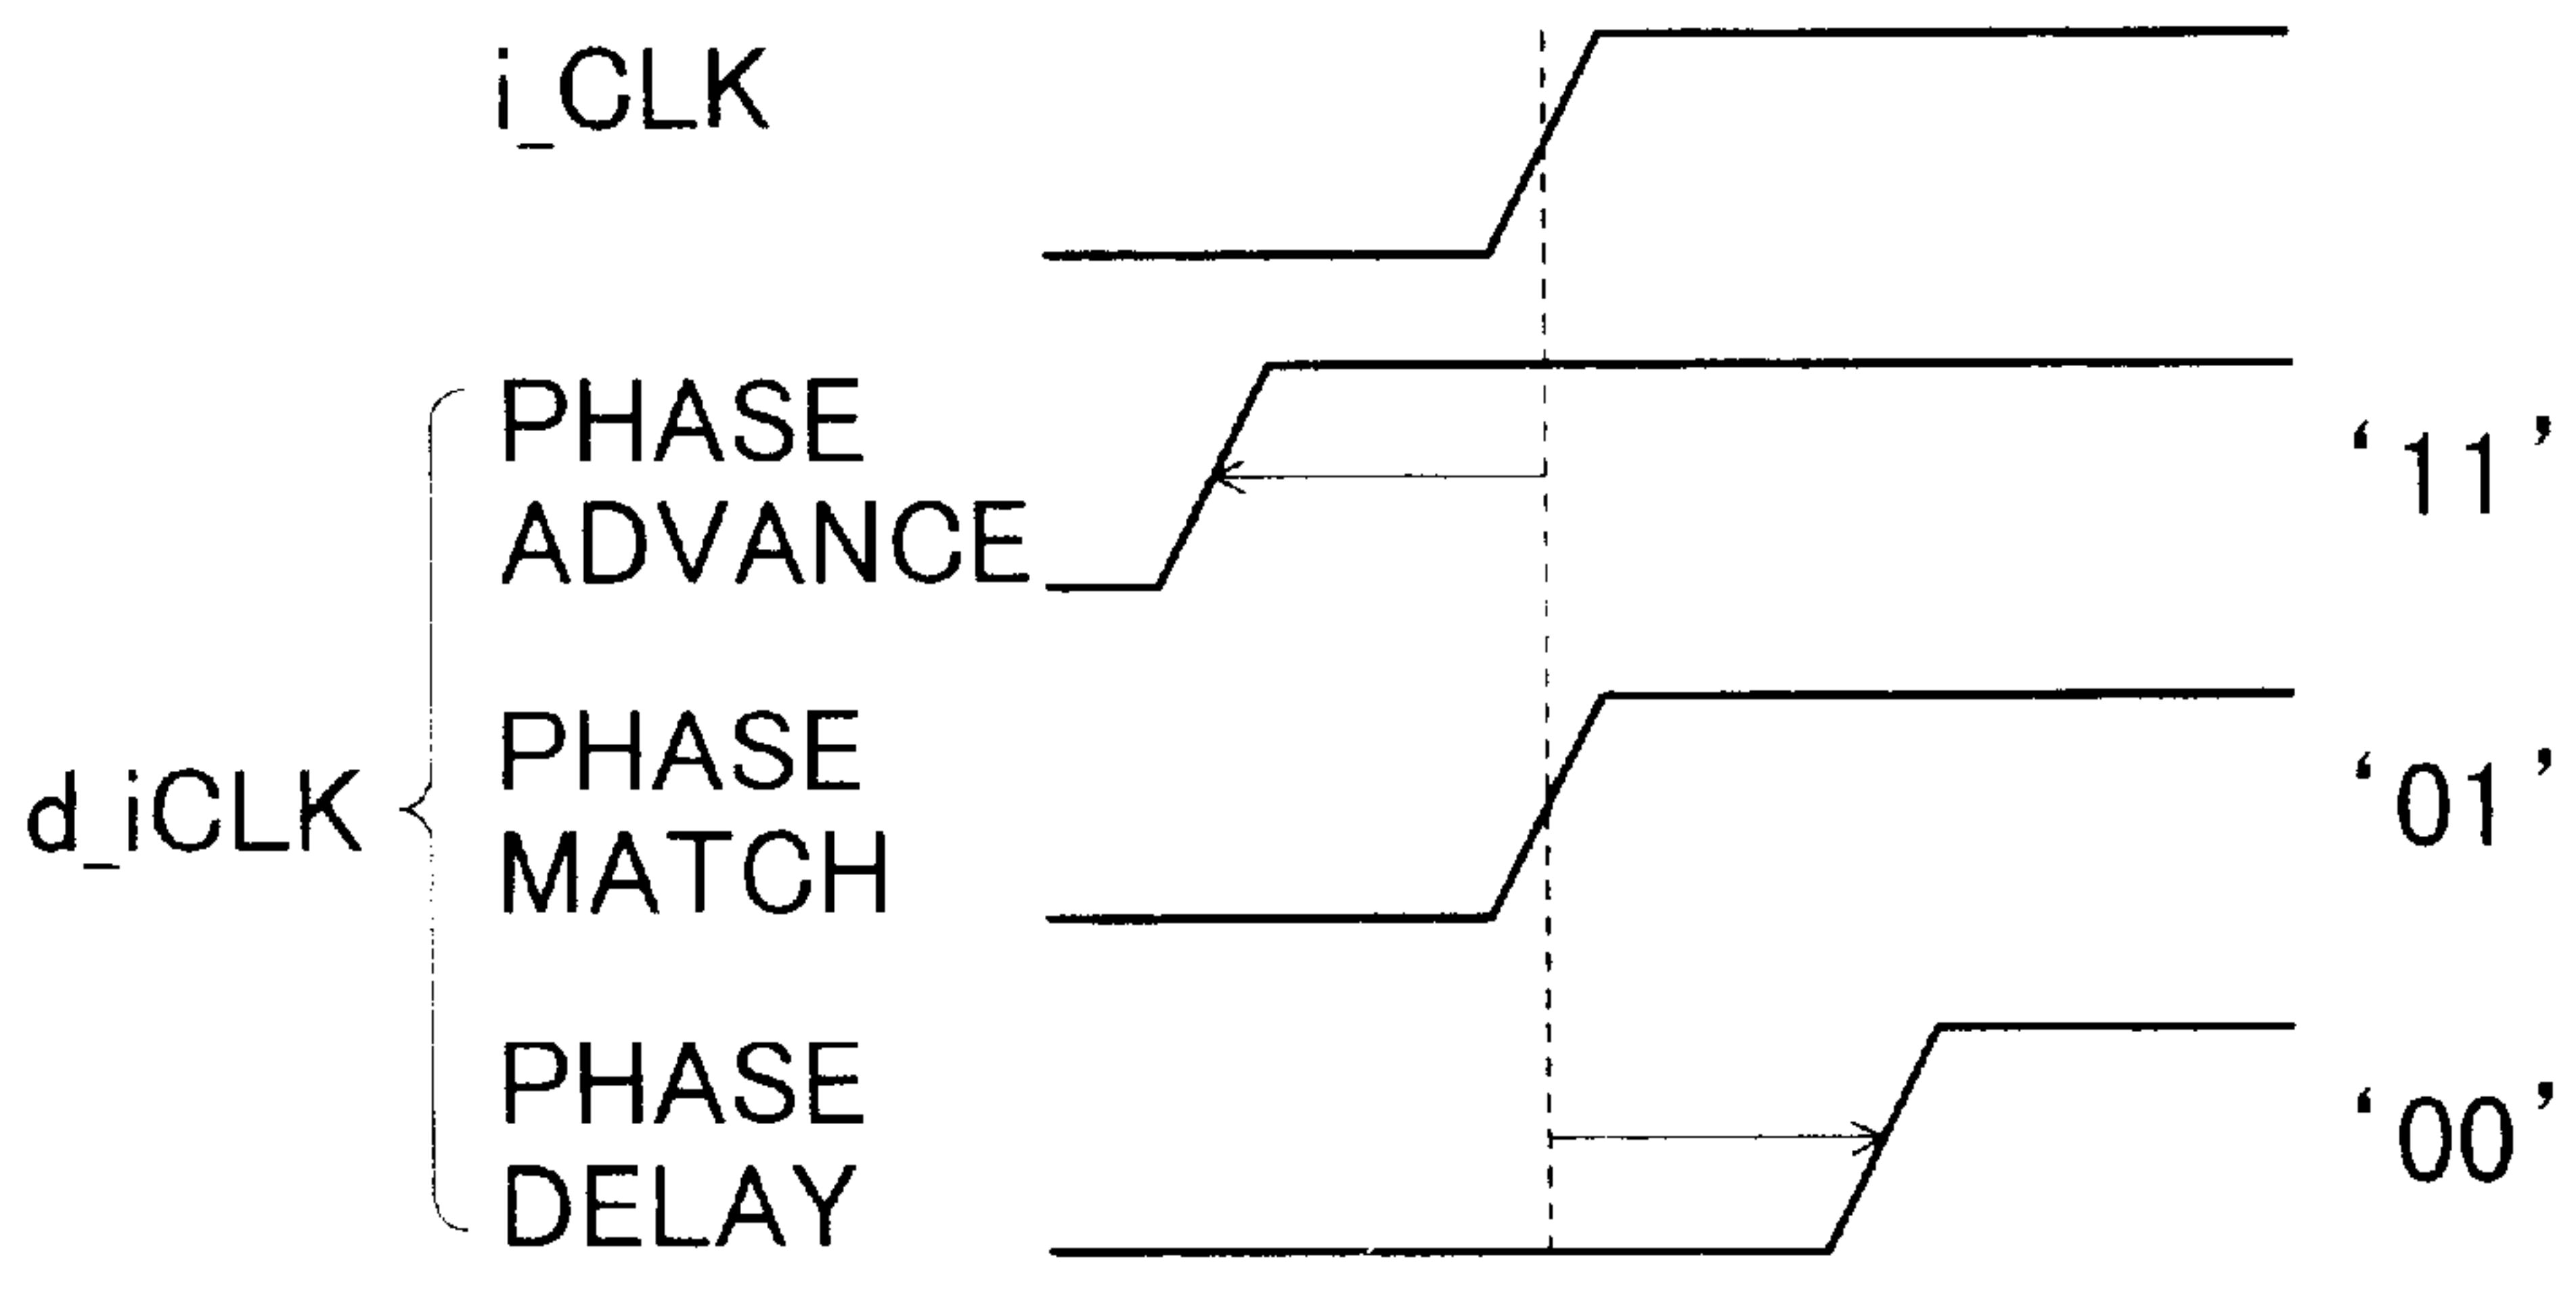 i_CLK
PHASE
ADVANCE
'11'
PHASE
MATCH
'01'
d_iCLK
PHASE
DELAY
'00'